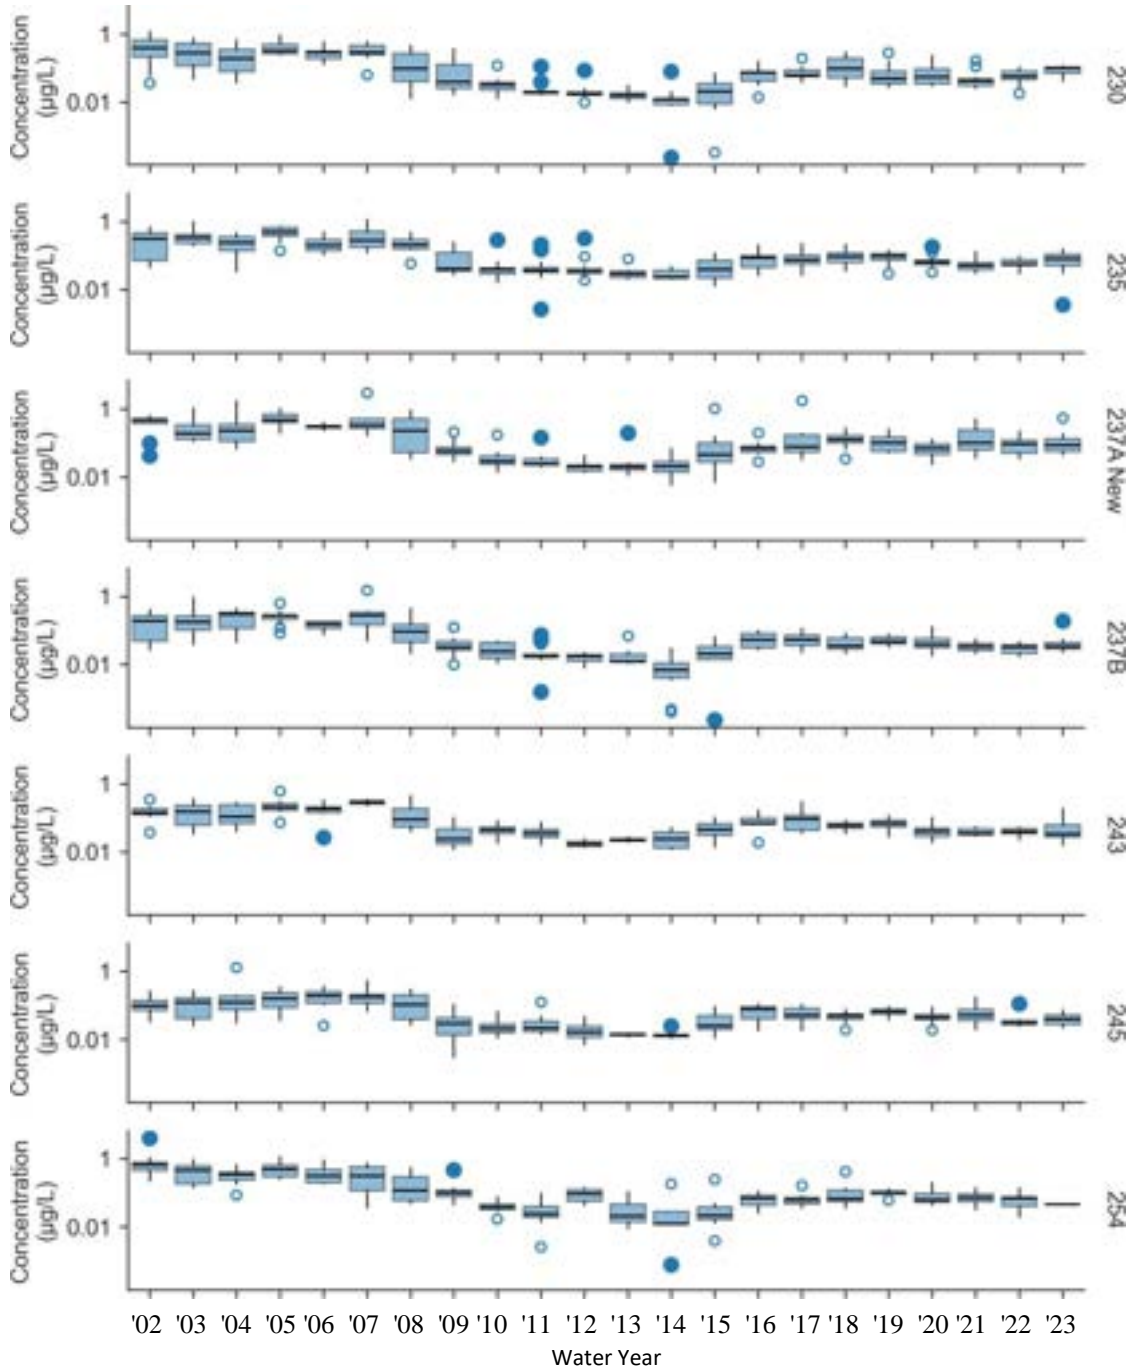 Concentration
(µg/L)
1
0.01
230
Concentration
(µg/L)
1
0.01
235
Concentration
(µg/L)
1
0.01
237A New
Concentration
(µg/L)
1
0.01
237B
Concentration
(µg/L)
1
0.01
243
Concentration
(µg/L)
1
0.01
245
Concentration
(µg/L)
1
0.01
254
'02 '03 '04 '05 '06 '07 '08 '09 '10 '11 '12 '13 '14 '15 '16 '17 '18 '19 '20 '21 '22 '23
Water Year